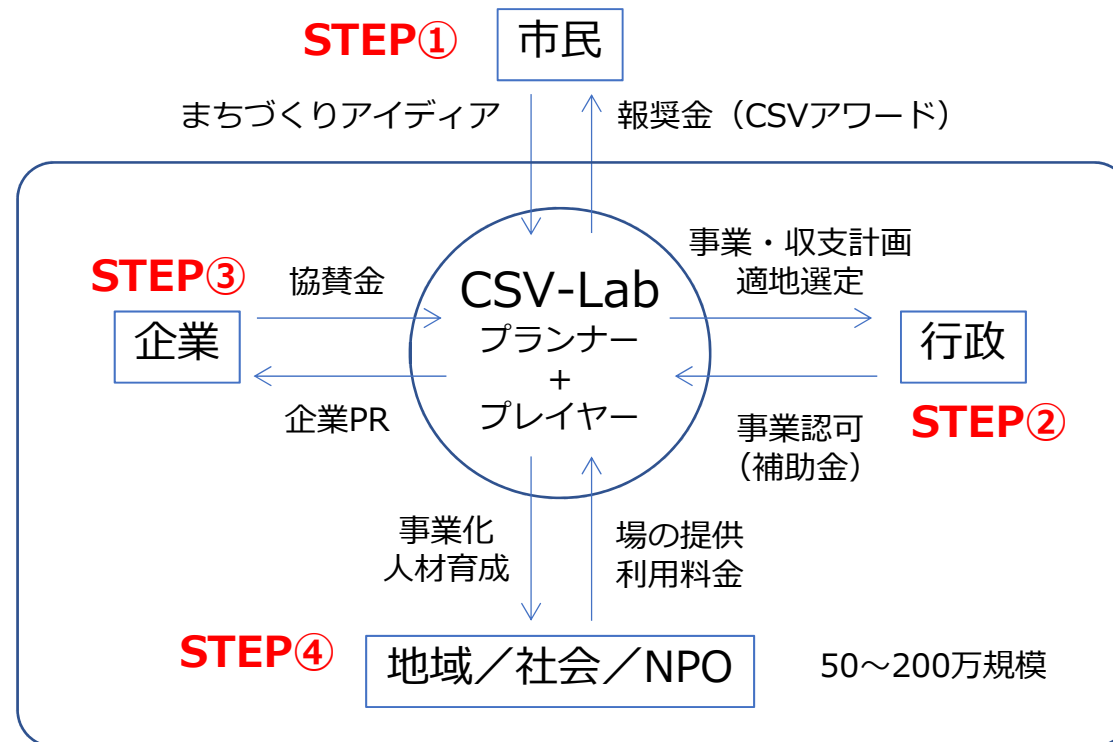 STEP①
市民
まちづくりアイディア
報奨金（CSVアワード）
STEP③
企業
協賛金
企業PR
CSV-Lab
プランナー
+
プレイヤー
事業・収支計画
適地選定
行政
STEP②
事業認可
（補助金）
事業化
人材育成
場の提供
利用料金
STEP④
地域／社会／NPO
50～200万規模